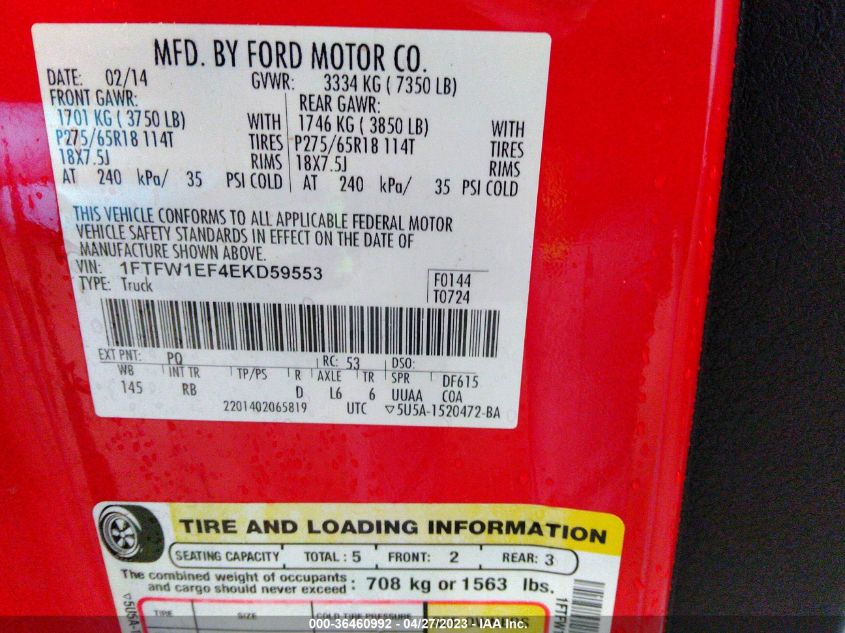 MFD. BY FORD MOTOR CO.
DATE: 02/14 GVWR: 3334 KG ( 7350 LB)
FRONT GAWR: REAR GAWR:
1701 KG ( 3750 LB) WITH 1746 KG ( 3850 LB) WITH
P275/65R18 114T TIRES P275/65R18 114T TIRES
18X7.5J RIMS 18X7.5J RIMS
AT 240 kPa/ 35 PSI COLD AT 240 kPa/ 35 PSI COLD
THIS VEHICLE CONFORMS TO ALL APPLICABLE FEDERAL MOTOR
VEHICLE SAFETY STANDARDS IN EFFECT ON THE DATE OF
MANUFACTURE SHOWN ABOVE.
VIN: 1FTFW1EF4EKD59553
TYPE: Truck
F0144
T0724
EXT PNT: PQ RC: 53 DSO:
WB INT TR TP/PS R AXLE TR SPR DF615
145 RB D L6 6 UUAA COA
2201402065819 UTC ▽5U5A-1520472-BA
TIRE AND LOADING INFORMATION
SEATING CAPACITY TOTAL : 5 FRONT: 2 REAR: 3
The combined weight of occupants
and cargo should never exceed : 708 kg or 1563 lbs.
TIRE SIZE COLD TIRE PRESSURE
000-36460992 - 04/27/2023 - IAA Inc.